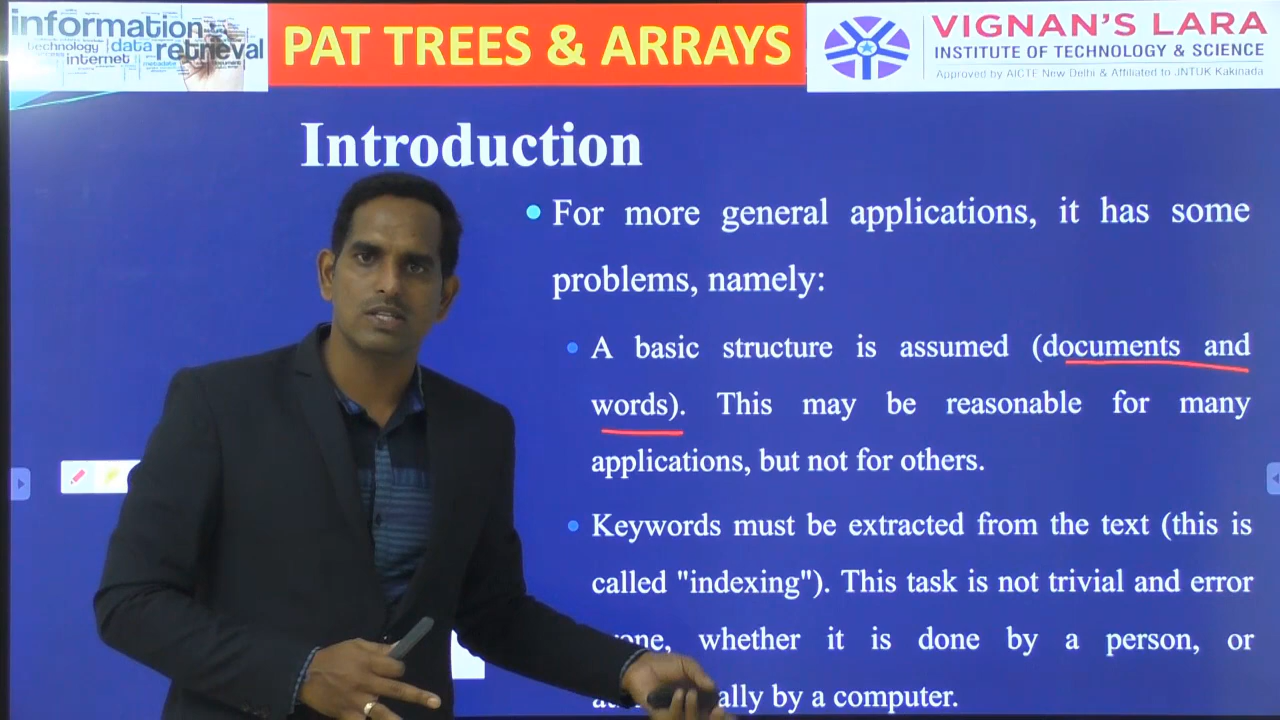 information
technology data retrieval
internet
metadata
PAT TREES & ARRAYS
VIGNAN'S LARA
INSTITUTE OF TECHNOLOGY & SCIENCE
Approved by AICTE New Delhi & Affiliated to JNTUK Kakinada
Introduction
For more general applications, it has some
problems, namely:
A basic structure is assumed (documents and
words). This may be reasonable for many
applications, but not for others.
Keywords must be extracted from the text (this is
called "indexing"). This task is not trivial and error
whether it is done by a person, or
by a computer.